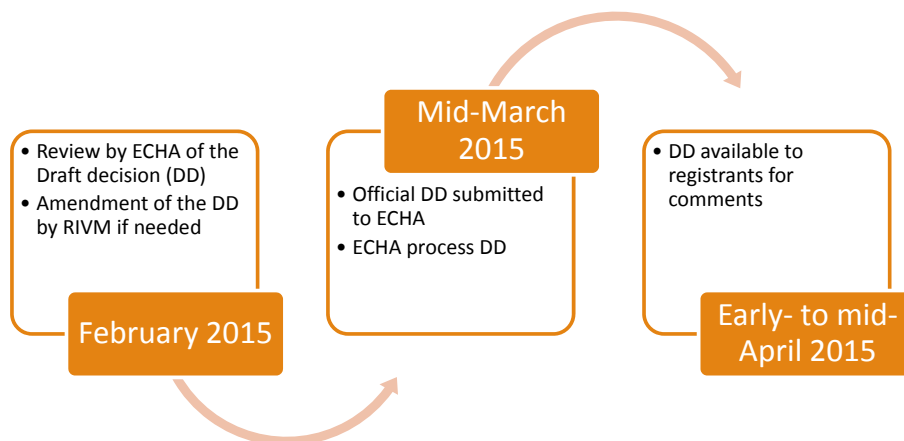 • Review by ECHA of the
Draft decision (DD)
• Amendment of the DD
by RIVM if needed
February 2015
Mid-March
2015
• Official DD submitted
to ECHA
• ECHA process DD
• DD available to
registrants for
comments
Early- to mid-
April 2015